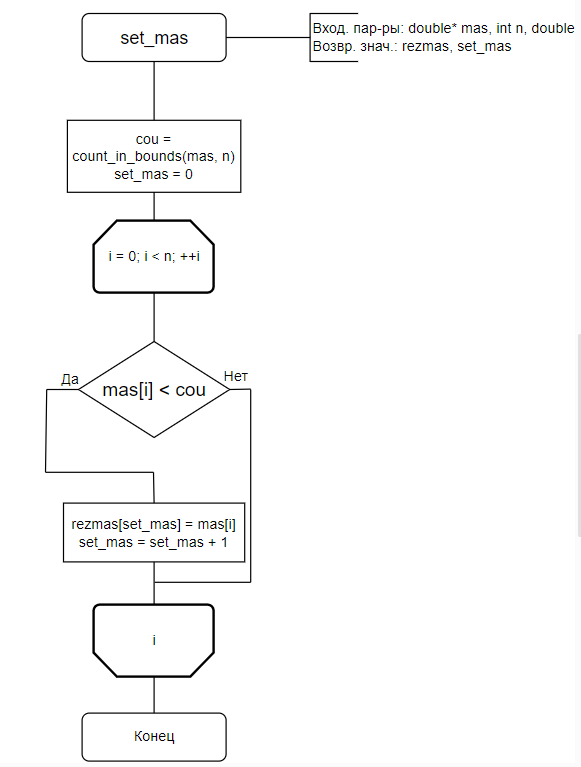 set_mas
Вход. пар-ры: double* mas, int n, double
Возвр. знач.: rezmas, set_mas
cou =
count_in_bounds(mas, n)
set_mas = 0
i = 0; i < n; ++i
Да
Нет
mas[i] < cou
rezmas[set_mas] = mas[i]
set_mas = set_mas + 1
i
Конец